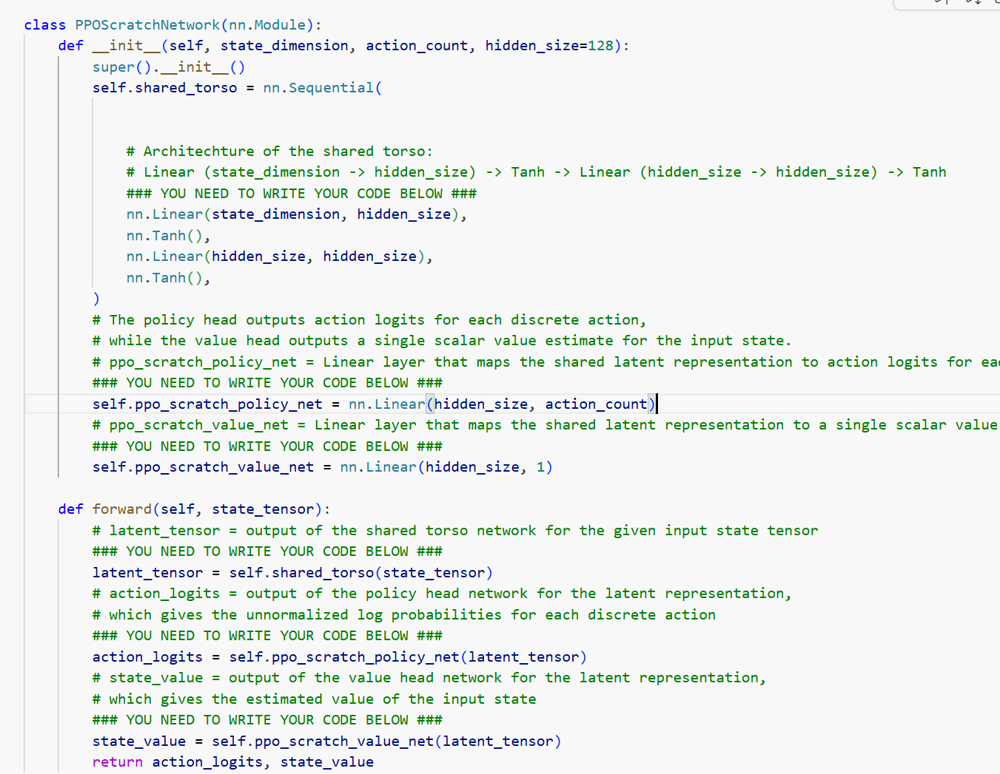 class PPOScratchNetwork(nn.Module):
def __init__(self, state_dimension, action_count, hidden_size=128):
super().__init__()
self.shared_torso = nn.Sequential(
# Architechture of the shared torso:
# Linear (state_dimension -> hidden_size) -> Tanh -> Linear (hidden_size -> hidden_size) -> Tanh
### YOU NEED TO WRITE YOUR CODE BELOW ###
nn.Linear(state_dimension, hidden_size),
nn.Tanh(),
nn.Linear(hidden_size, hidden_size),
nn.Tanh(),
)
# The policy head outputs action logits for each discrete action,
# while the value head outputs a single scalar value estimate for the input state.
# ppo_scratch_policy_net = Linear layer that maps the shared latent representation to action logits for
### YOU NEED TO WRITE YOUR CODE BELOW ###
self.ppo_scratch_policy_net = nn.Linear(hidden_size, action_count)
# ppo_scratch_value_net = Linear layer that maps the shared latent representation to a single scalar value
### YOU NEED TO WRITE YOUR CODE BELOW ###
self.ppo_scratch_value_net = nn.Linear(hidden_size, 1)
def forward(self, state_tensor):
# latent_tensor = output of the shared torso network for the given input state tensor
### YOU NEED TO WRITE YOUR CODE BELOW ###
latent_tensor = self.shared_torso(state_tensor)
# action_logits = output of the policy head network for the latent representation,
# which gives the unnormalized log probabilities for each discrete action
### YOU NEED TO WRITE YOUR CODE BELOW ###
action_logits = self.ppo_scratch_policy_net(latent_tensor)
# state_value = output of the value head network for the latent representation,
# which gives the estimated value of the input state
### YOU NEED TO WRITE YOUR CODE BELOW ###
state_value = self.ppo_scratch_value_net(latent_tensor)
return action_logits, state_value